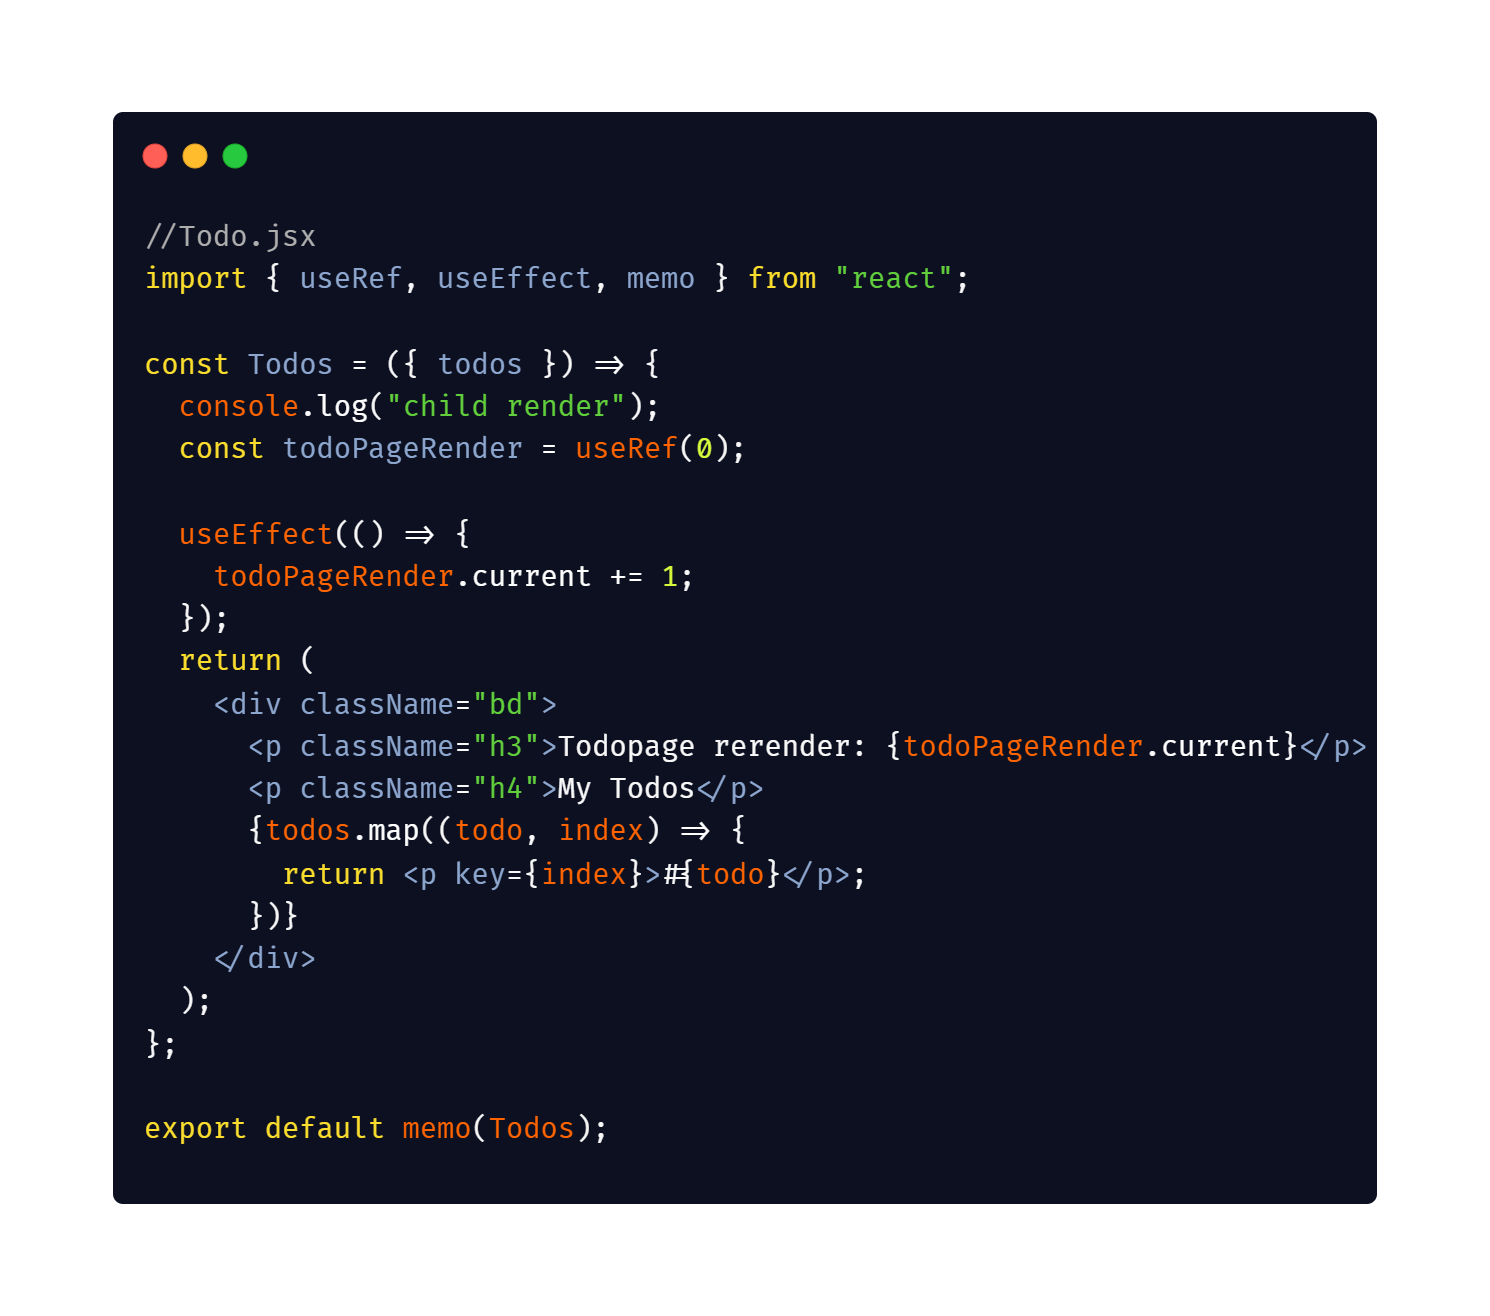 //Todo.jsx
import { useRef, useEffect, memo } from "react";

const Todos = ({ todos }) => {
  console.log("child render");
  const todoPageRender = useRef(0);

  useEffect(() => {
    todoPageRender.current += 1;
  });
  return (
    <div className="bd">
      <p className="h3">Todopage rerender: {todoPageRender.current}</p>
      <p className="h4">My Todos</p>
      {todos.map((todo, index) => {
        return <p key={index}>#{todo}</p>;
      })}
    </div>
  );
};

export default memo(Todos);